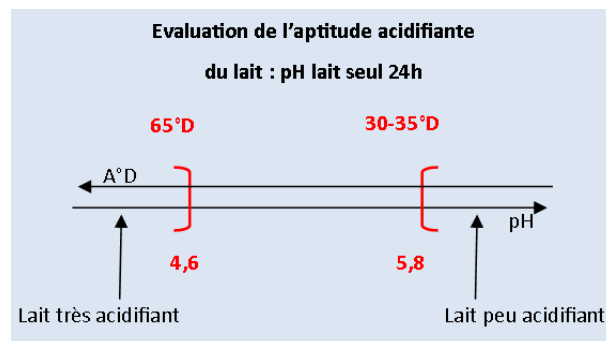 Evaluation de l'aptitude acidifiante
du lait : pH lait seul 24h
65°D
30-35°D
A°D
pH
4,6
5,8
Lait très acidifiant
Lait peu acidifiant